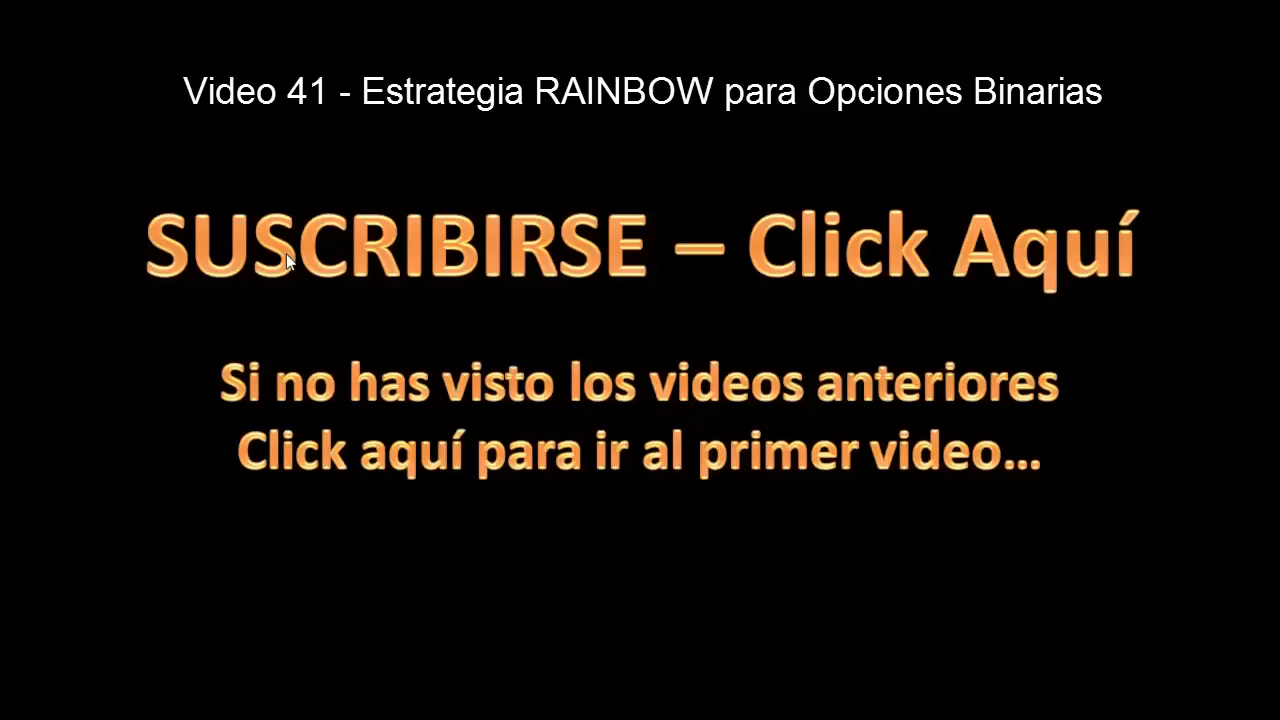 Video 41 - Estrategia RAINBOW para Opciones Binarias
SUSCRIBIRSE – Click Aquí
Si no has visto los videos anteriores
Click aquí para ir al primer video...